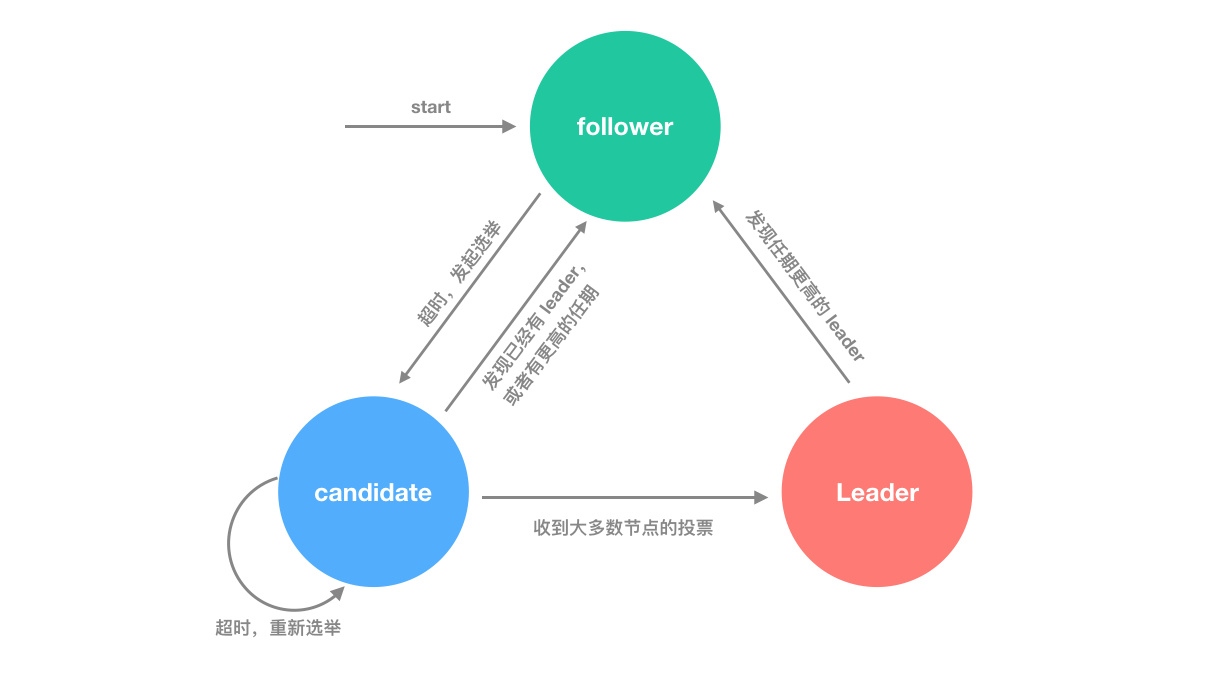 start
follower
超时，发起选举
发现已经有 leader，
或者有更高的任期
发现任期更高的 leader
candidate
Leader
收到大多数节点的投票
超时，重新选举